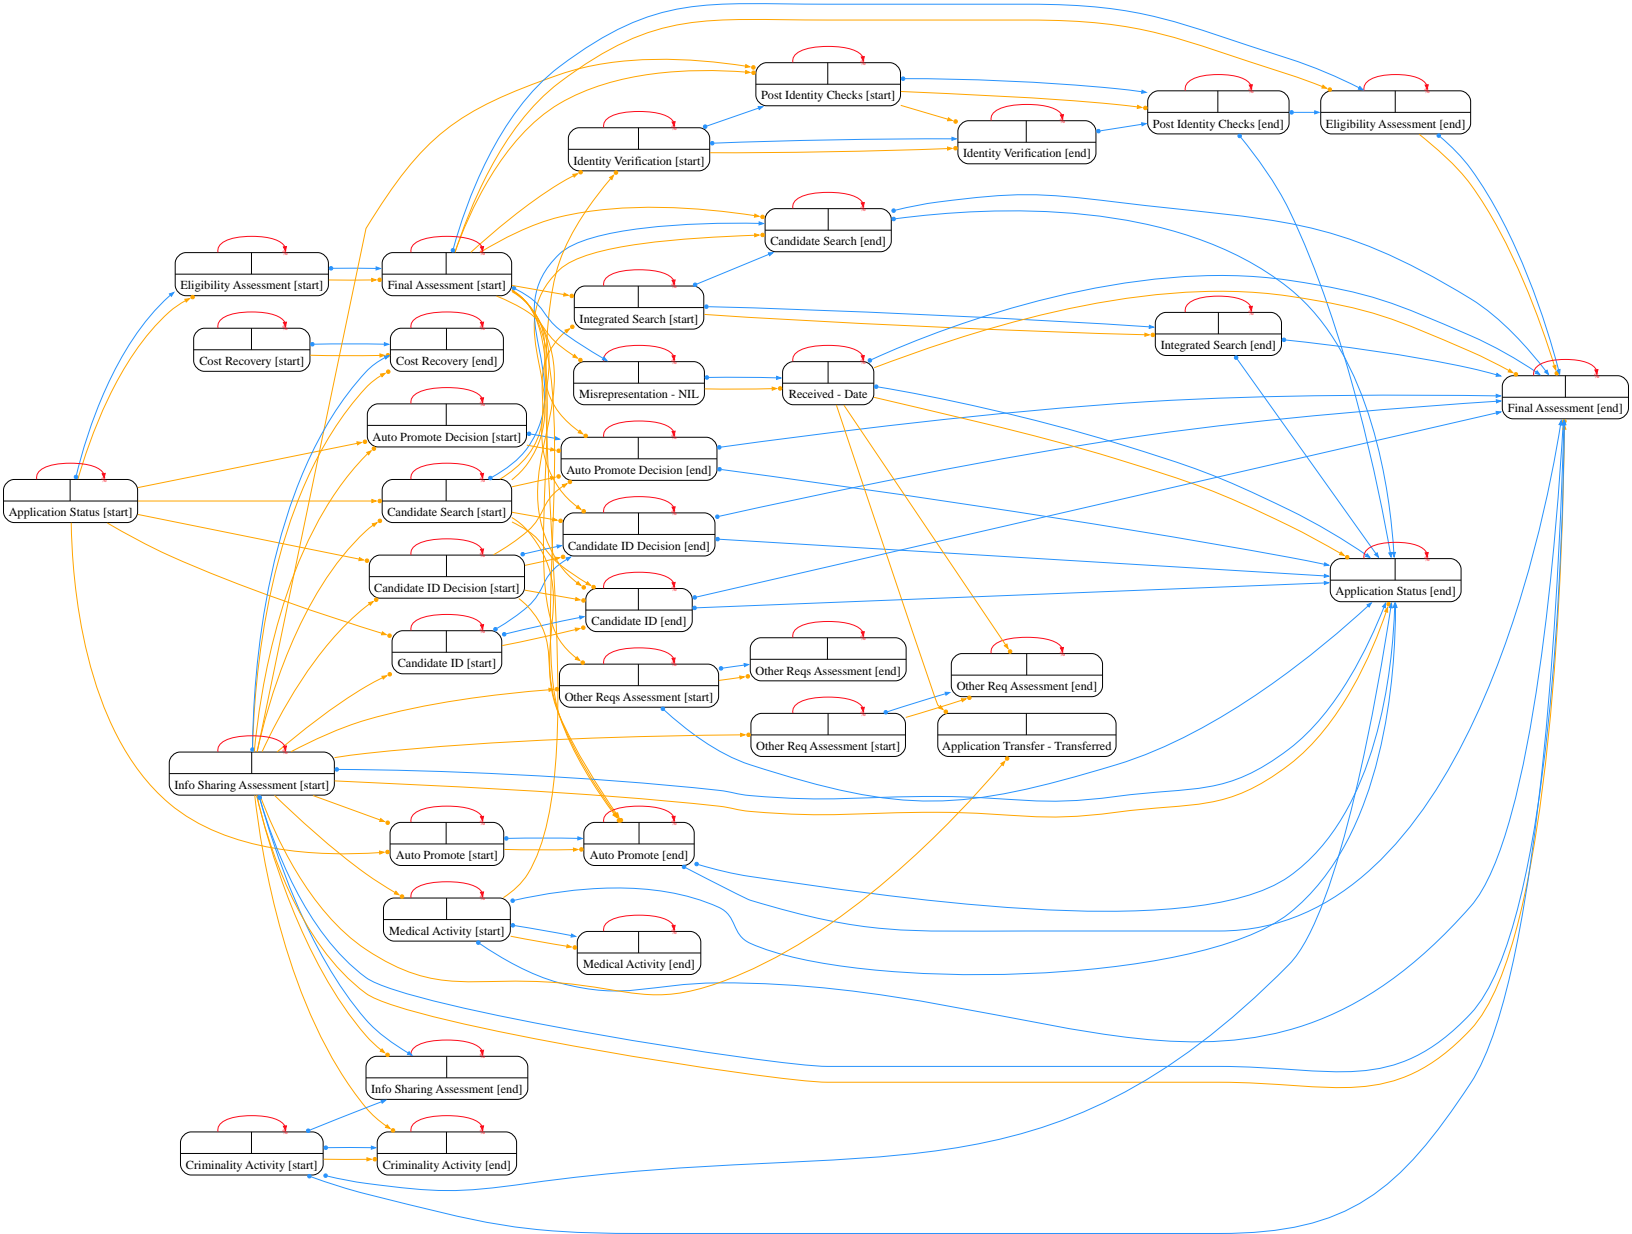 Post Identity Checks [start]
Post Identity Checks [end]
Eligibility Assessment [end]
Identity Verification [start]
Identity Verification [end]
Candidate Search [end]
Eligibility Assessment [start]
Final Assessment [start]
Integrated Search [start]
Integrated Search [end]
Cost Recovery [start]
Cost Recovery [end]
Misrepresentation - NIL
Received - Date
Final Assessment [end]
Auto Promote Decision [start]
Auto Promote Decision [end]
Application Status [start]
Candidate Search [start]
Candidate ID Decision [end]
Candidate ID Decision [start]
Candidate ID [end]
Application Status [end]
Candidate ID [start]
Other Reqs Assessment [start]
Other Reqs Assessment [end]
Other Req Assessment [end]
Other Req Assessment [start]
Application Transfer - Transferred
Info Sharing Assessment [start]
Auto Promote [start]
Auto Promote [end]
Medical Activity [start]
Medical Activity [end]
Info Sharing Assessment [end]
Criminality Activity [start]
Criminality Activity [end]